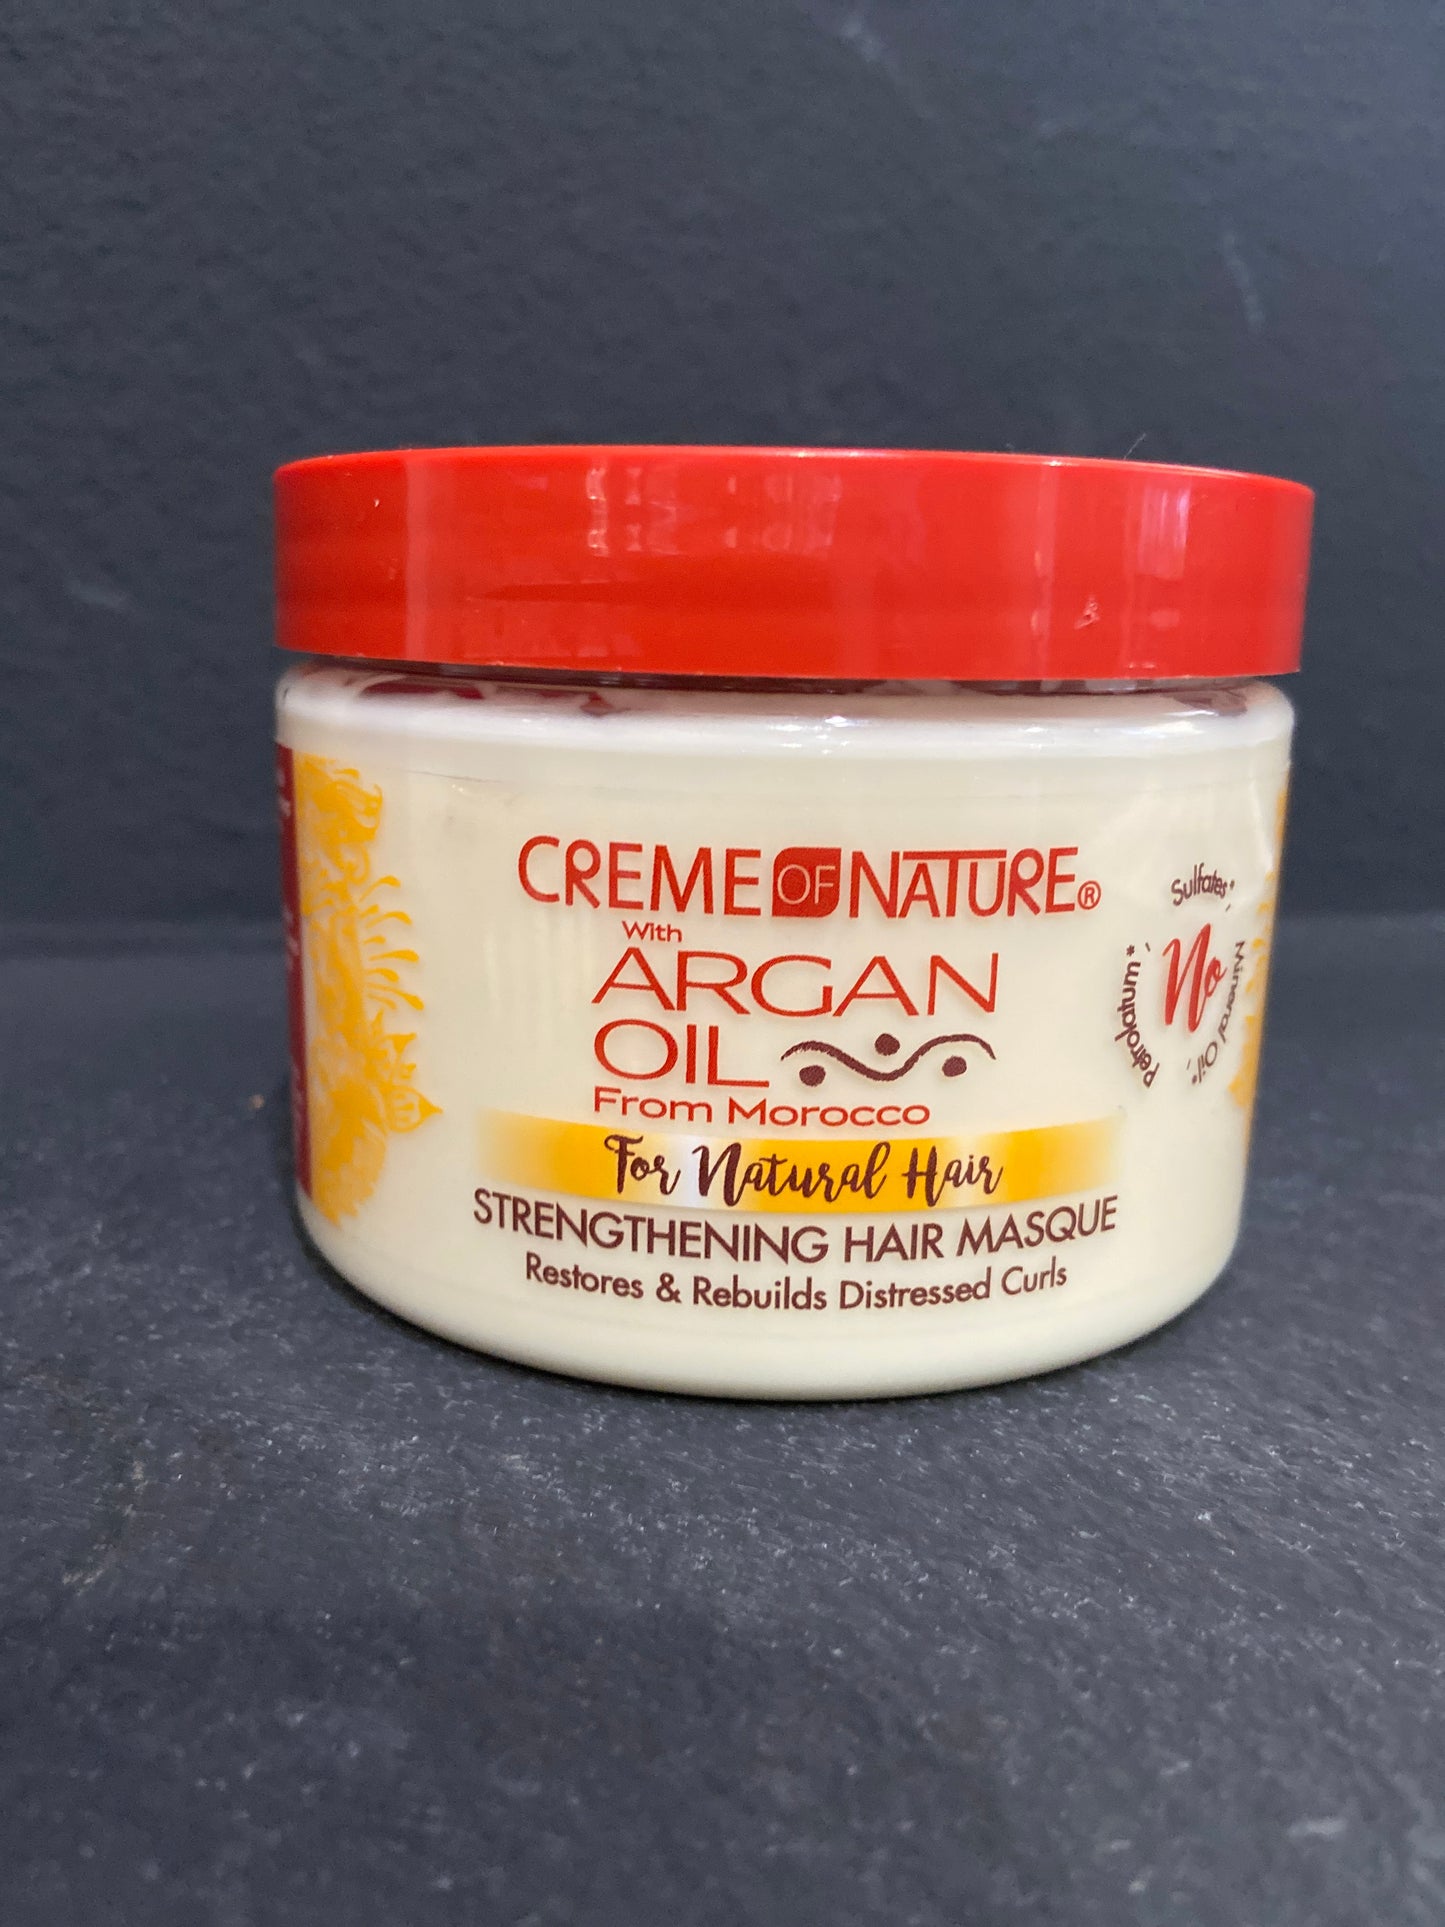 CREME OF NATURE®
With
ARGAN
OIL
From Morocco
For Natural Hair
STRENGTHENING HAIR MASQUE
Restores & Rebuilds Distressed Curls
No
Sulfates*,
Mineral Oil*,
Petrolatum*